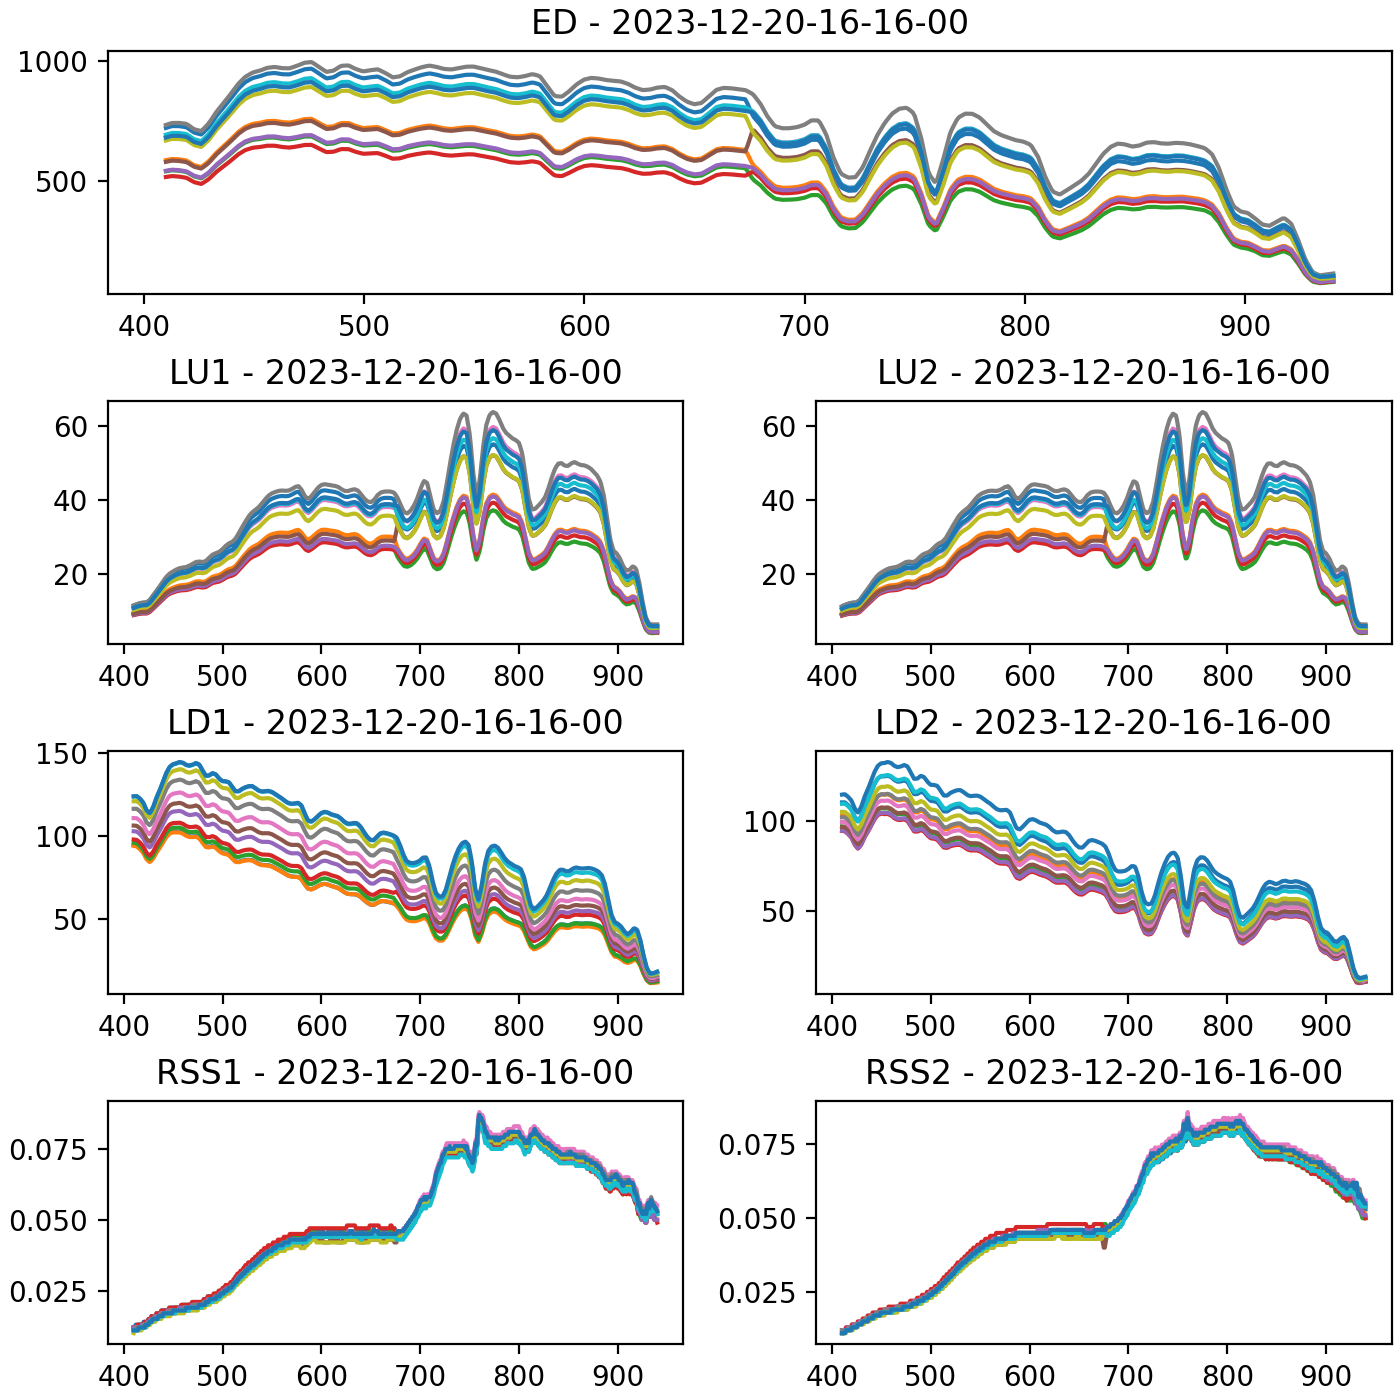 ED - 2023-12-20-16-16-00
1000
500
400 500 600 700 800 900
LU1 - 2023-12-20-16-16-00
60
40
20
400 500 600 700 800 900
LU2 - 2023-12-20-16-16-00
60
40
20
400 500 600 700 800 900
LD1 - 2023-12-20-16-16-00
150
100
50
400 500 600 700 800 900
LD2 - 2023-12-20-16-16-00
100
50
400 500 600 700 800 900
RSS1 - 2023-12-20-16-16-00
0.075
0.050
0.025
400 500 600 700 800 900
RSS2 - 2023-12-20-16-16-00
0.075
0.050
0.025
400 500 600 700 800 900